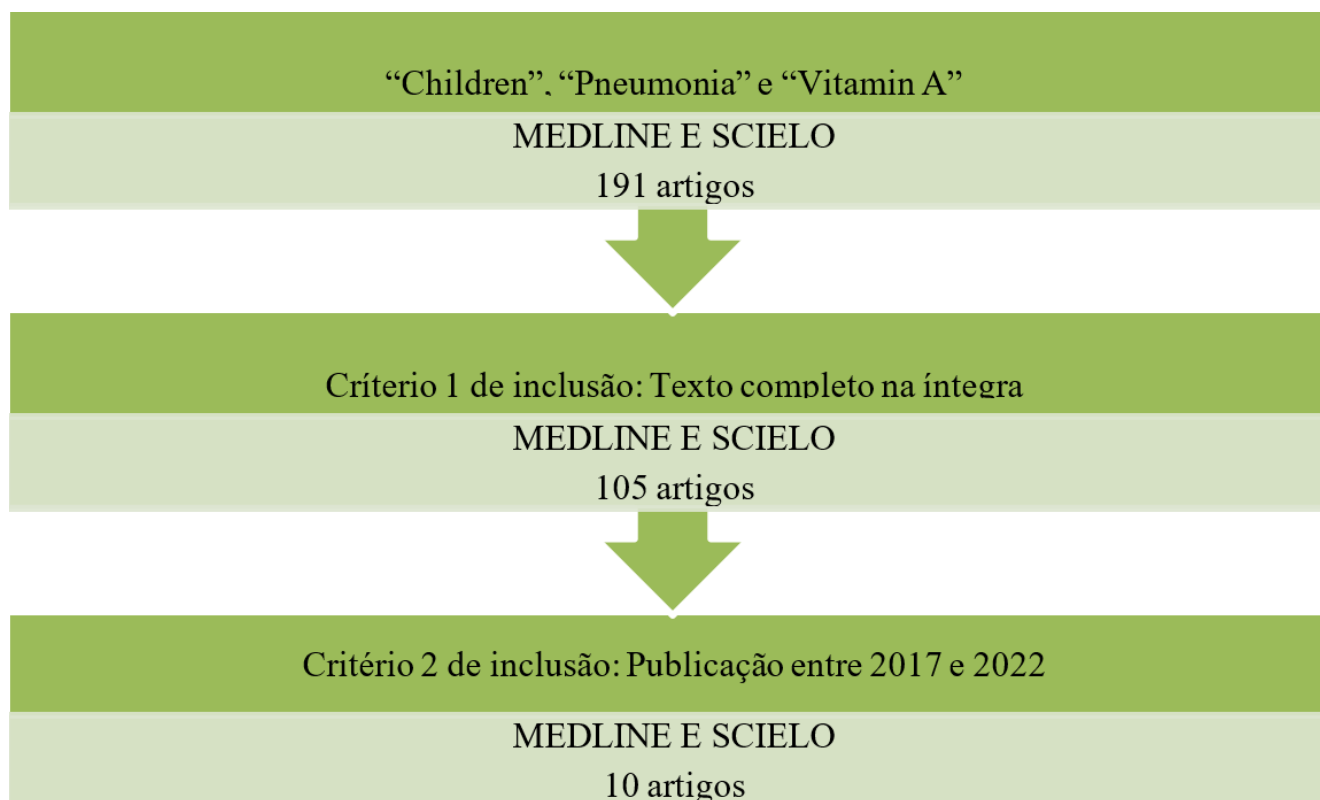 “Children”, “Pneumonia” e “Vitamin A”
MEDLINE E SCIELO
191 artigos
Críterio 1 de inclusão: Texto completo na íntegra
MEDLINE E SCIELO
105 artigos
Critério 2 de inclusão: Publicação entre 2017 e 2022
MEDLINE E SCIELO
10 artigos